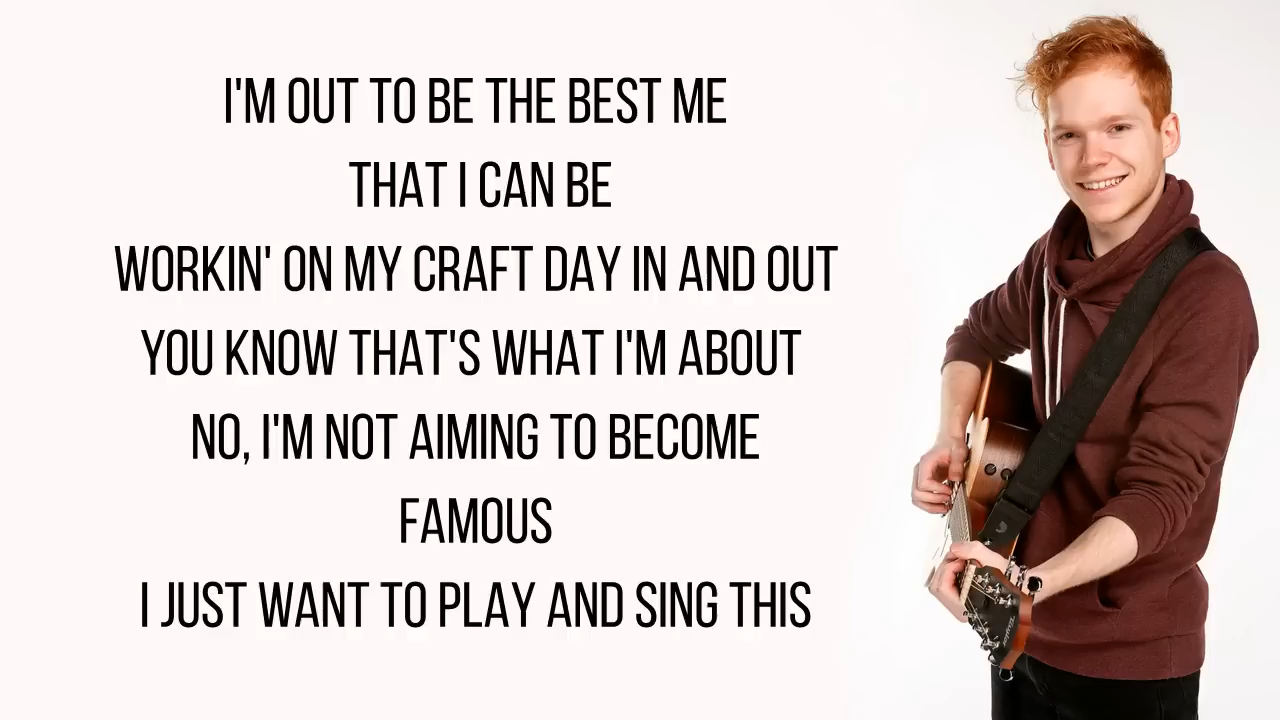 I'M OUT TO BE THE BEST ME
THAT I CAN BE
WORKIN' ON MY CRAFT DAY IN AND OUT
YOU KNOW THAT'S WHAT I'M ABOUT
NO, I'M NOT AIMING TO BECOME
FAMOUS
I JUST WANT TO PLAY AND SING THIS
Taylor